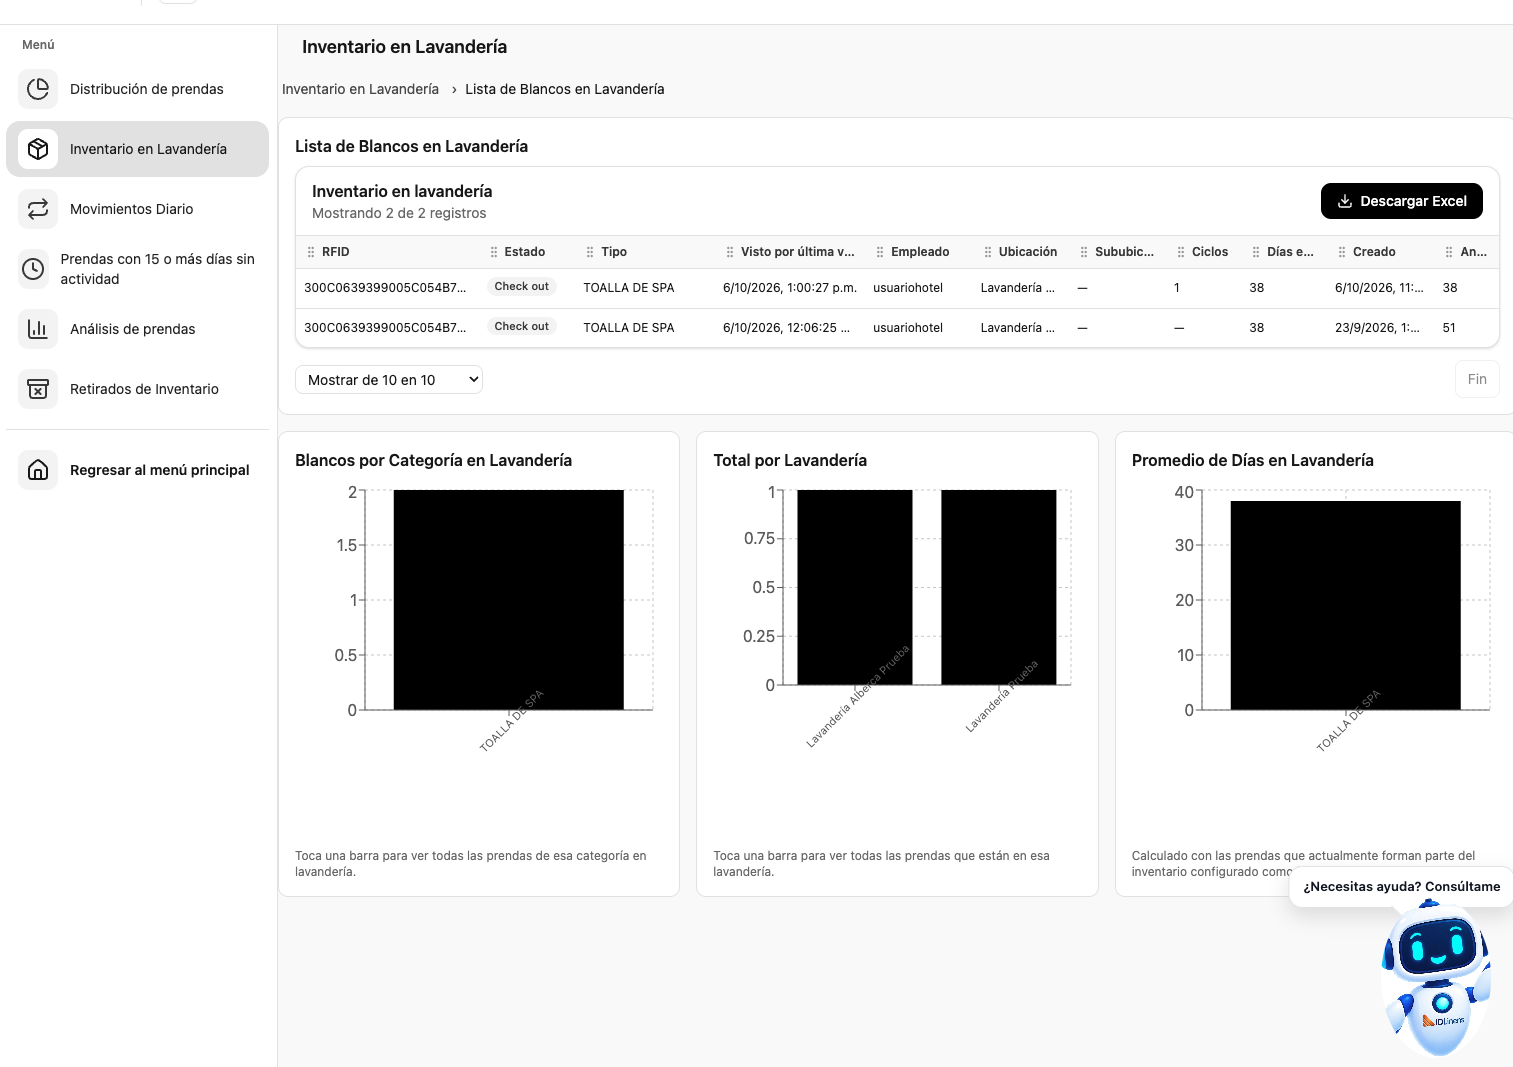 Menú
Distribución de prendas
Inventario en Lavandería
Movimientos Diario
Prendas con 15 o más días sin
actividad
Análisis de prendas
Retirados de Inventario
Regresar al menú principal
Inventario en Lavandería
Inventario en Lavandería › Lista de Blancos en Lavandería
Lista de Blancos en Lavandería
Inventario en lavandería
Mostrando 2 de 2 registros
Descargar Excel
RFID Estado Tipo Visto por última v... Empleado Ubicación Sububic... Ciclos Días e... Creado An...
300C0639399005C054B7... Check out TOALLA DE SPA 6/10/2026, 1:00:27 p.m. usuariohotel Lavandería ... — 1 38 6/10/2026, 11:... 38
300C0639399005C054B7... Check out TOALLA DE SPA 6/10/2026, 12:06:25 ... usuariohotel Lavandería ... — — 38 23/9/2026, 1:... 51
Mostrar de 10 en 10
Fin
Blancos por Categoría en Lavandería
2
1.5
1
0.5
0
TOALLA DE SPA
Toca una barra para ver todas las prendas de esa categoría en
lavandería.
Total por Lavandería
1
0.75
0.5
0.25
0
Lavandería Alberca Prueba
Lavandería Prueba
Toca una barra para ver todas las prendas que están en esa
lavandería.
Promedio de Días en Lavandería
40
30
20
10
0
TOALLA DE SPA
Calculado con las prendas que actualmente forman parte del
inventario configurado como
¿Necesitas ayuda? Consúltame
IDLinens